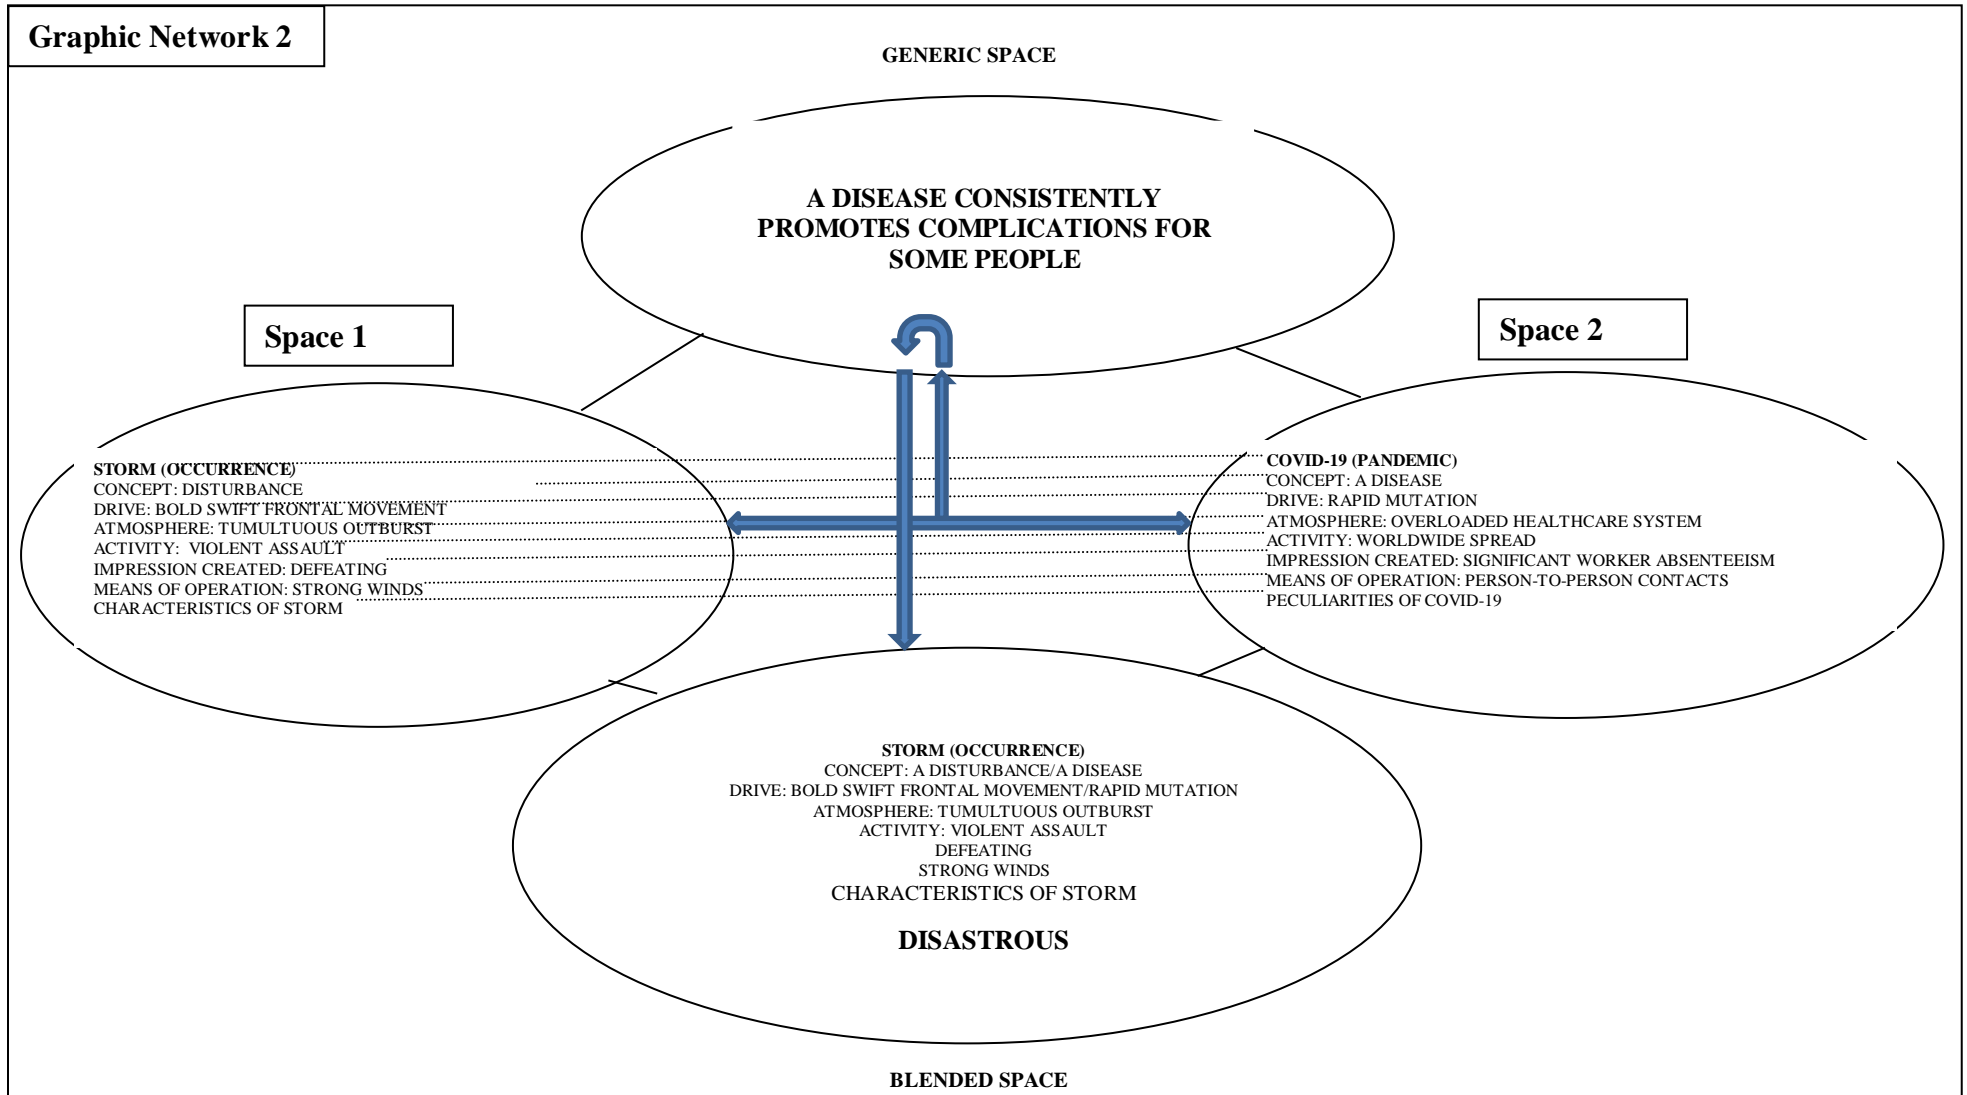 Graphic Network 2
GENERIC SPACE
A DISEASE CONSISTENTLY
PROMOTES COMPLICATIONS FOR
SOME PEOPLE
Space 1
Space 2
STORM (OCCURRENCE)
CONCEPT: DISTURBANCE
DRIVE: BOLD SWIFT FRONTAL MOVEMENT
ATMOSPHERE: TUMULTUOUS OUTBURST
ACTIVITY: VIOLENT ASSAULT
IMPRESSION CREATED: DEFEATING
MEANS OF OPERATION: STRONG WINDS
CHARACTERISTICS OF STORM
COVID-19 (PANDEMIC)
CONCEPT: A DISEASE
DRIVE: RAPID MUTATION
ATMOSPHERE: OVERLOADED HEALTHCARE SYSTEM
ACTIVITY: WORLDWIDE SPREAD
IMPRESSION CREATED: SIGNIFICANT WORKER ABSENTEEISM
MEANS OF OPERATION: PERSON-TO-PERSON CONTACTS
PECULIARITIES OF COVID-19
STORM (OCCURRENCE)
CONCEPT: A DISTURBANCE/A DISEASE
DRIVE: BOLD SWIFT FRONTAL MOVEMENT/RAPID MUTATION
ATMOSPHERE: TUMULTUOUS OUTBURST
ACTIVITY: VIOLENT ASSAULT
DEFEATING
STRONG WINDS
CHARACTERISTICS OF STORM
DISASTROUS
BLENDED SPACE